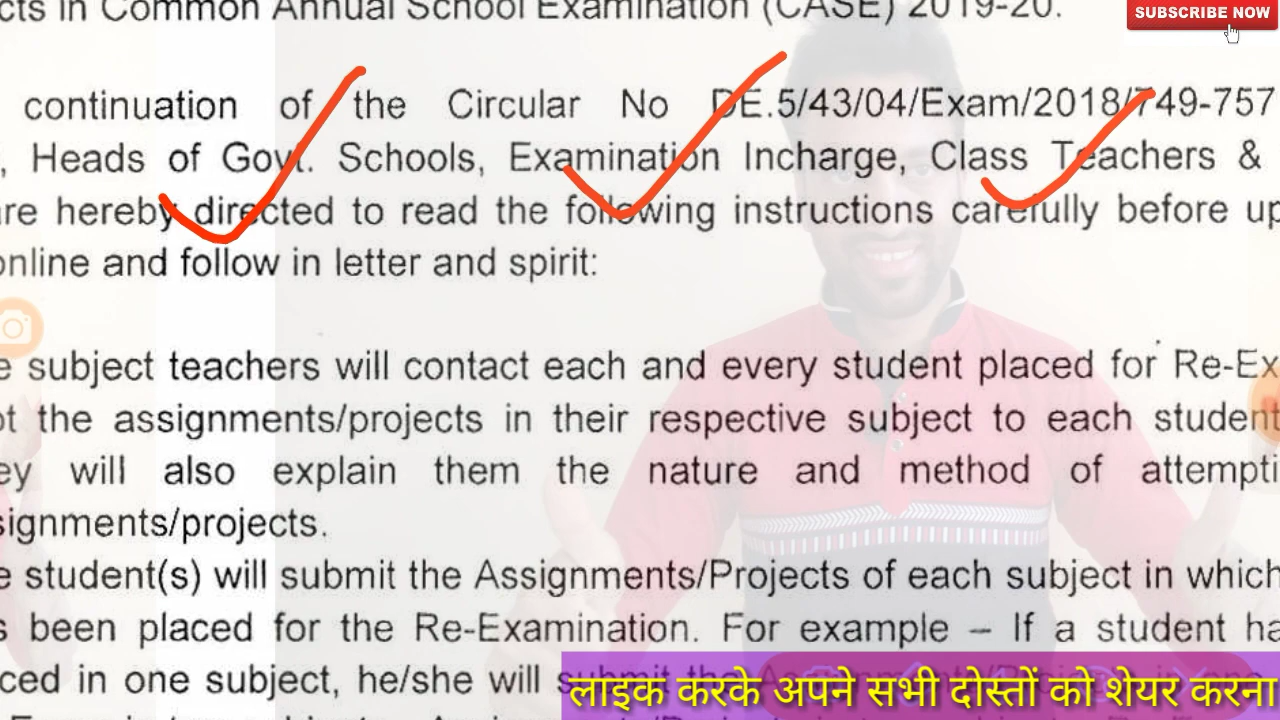 cts in Common Annual School Examination (CASE) 2019-20.
SUBSCRIBE NOW
continuation of the Circular No DE.5/43/04/Exam/2018/749-757
, Heads of Govt. Schools, Examination Incharge, Class Teachers &
are hereby directed to read the following instructions carefully before up
online and follow in letter and spirit:
e subject teachers will contact each and every student placed for Re-Ex
ot the assignments/projects in their respective subject to each student
ey will also explain them the nature and method of attempti
signments/projects.
e student(s) will submit the Assignments/Projects of each subject in which
s been placed for the Re-Examination. For example – If a student ha
ced in one subject, he/she will submit the
लाइक करके अपने सभी दोस्तों को शेयर करना